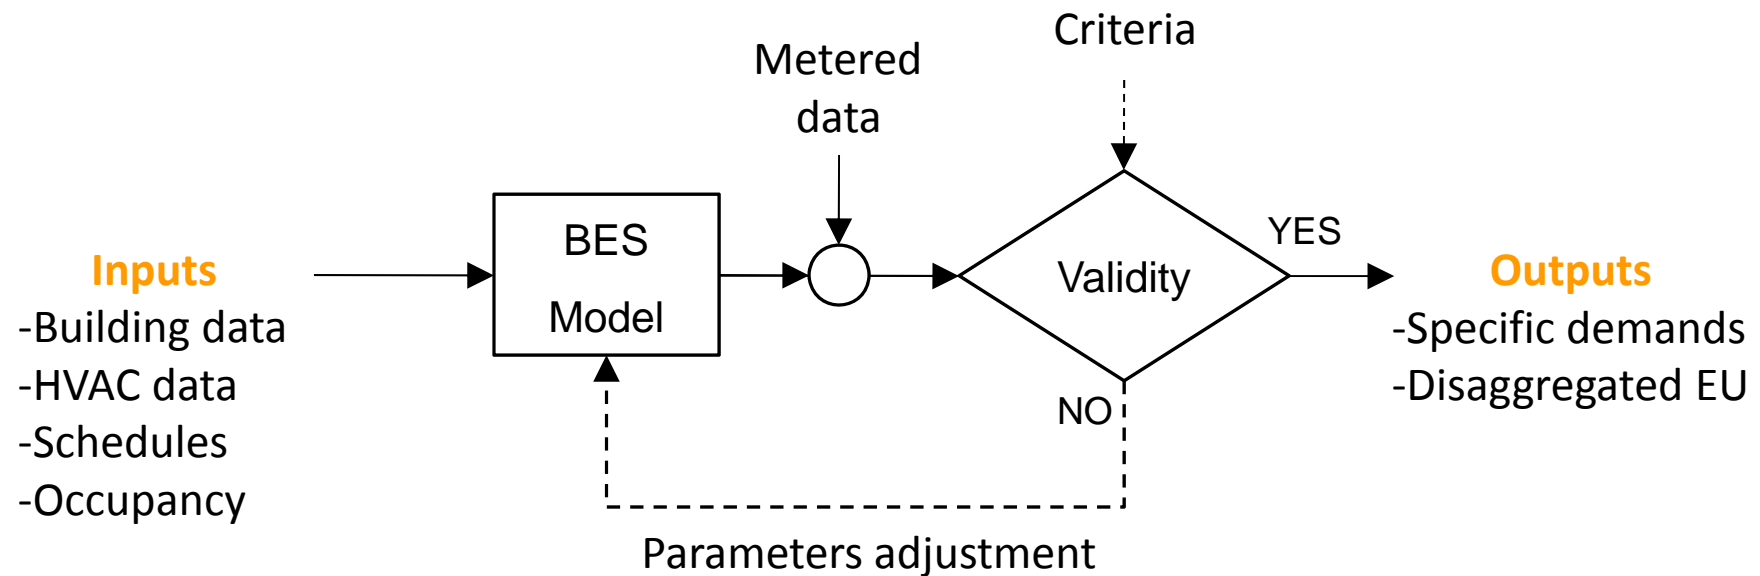 Criteria
Metered
data
BES
Model
Validity
YES
NO
Inputs
-Building data
-HVAC data
-Schedules
-Occupancy
Outputs
-Specific demands
-Disaggregated EU
Parameters adjustment